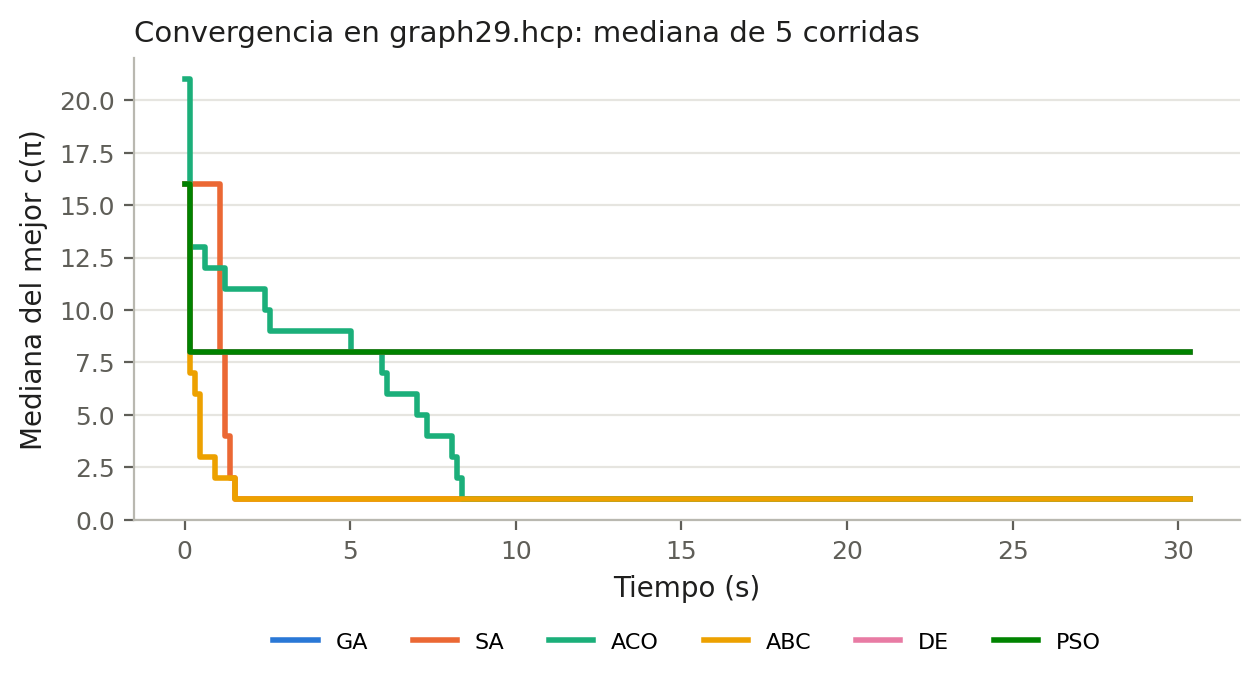 Convergencia en graph29.hcp: mediana de 5 corridas
Mediana del mejor c(π)
20.0
17.5
15.0
12.5
10.0
7.5
5.0
2.5
0.0
0 5 10 15 20 25 30
Tiempo (s)
GA SA ACO ABC DE PSO